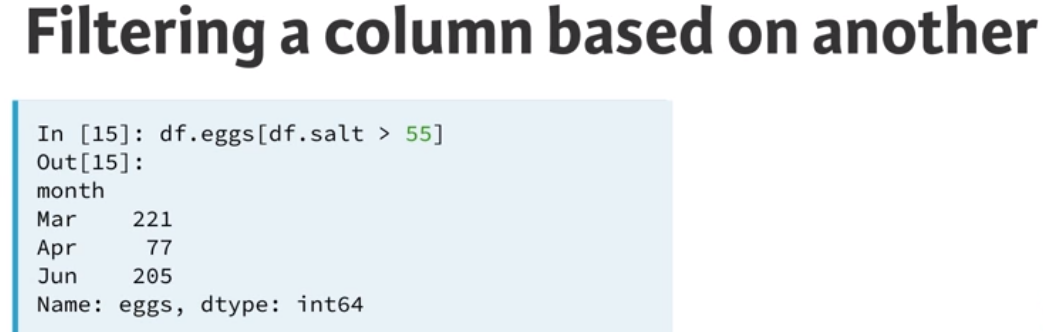 Filtering a column based on another
In [15]: df.eggs[df.salt > 55]
Out[15]:
month
Mar    221
Apr     77
Jun    205
Name: eggs, dtype: int64